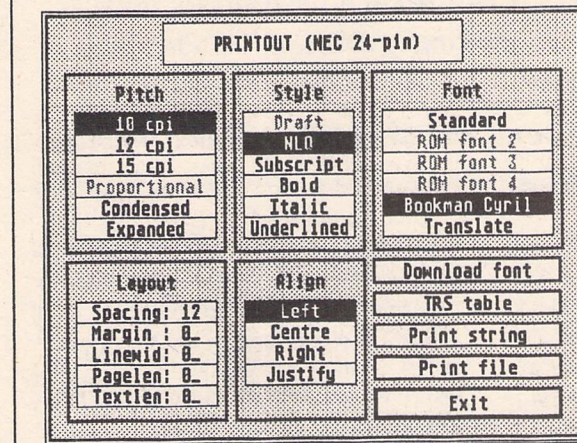 PRINTOUT (NEC 24-pin)
Pitch
10 cpi
12 cpi
15 cpi
Proportional
Condensed
Expanded
Style
Draft
NLQ
Subscript
Bold
Italic
Underlined
Font
Standard
ROM font 2
ROM font 3
ROM font 4
Bookman Cyril
Translate
Layout
Spacing: 12
Margin : 0_
Linewid: 0_
Pagelen: 0_
Textlen: 0_
Align
Left
Centre
Right
Justify
Download font
TRS table
Print string
Print file
Exit